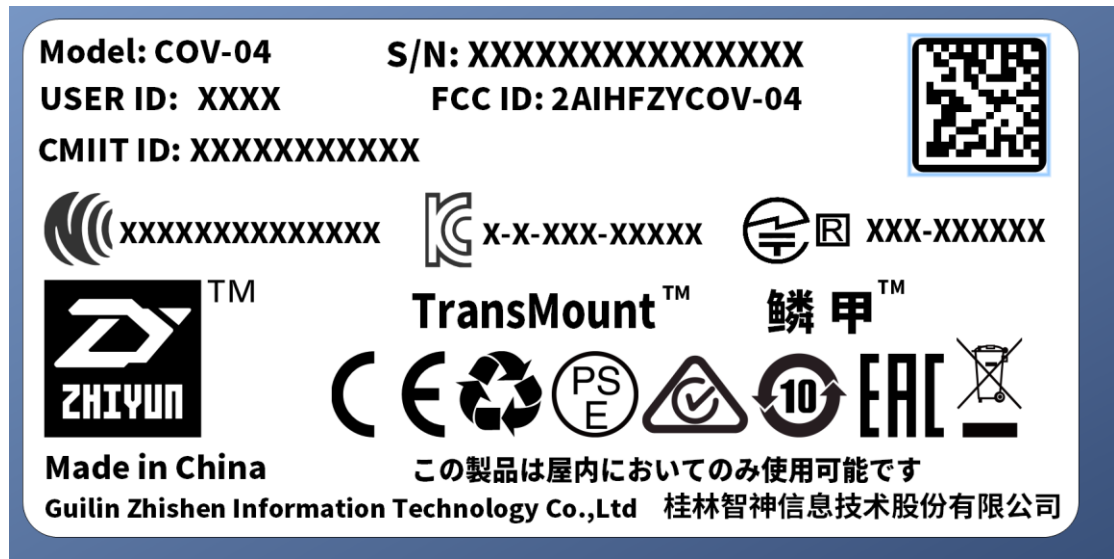 Model: COV-04 S/N: XXXXXXXXXXXXXXX
USER ID: XXXX FCC ID: 2AIHFZYCOV-04
CMIIT ID: XXXXXXXXXXX
XXXXXXXXXXXXXX X-X-XXX-XXXXX R XXX-XXXXXX
TM TransMount™ 鳞甲™
ZHIYUN CE PSE 10 EAC
Made in China この製品は屋内においてのみ使用可能です
Guilin Zhishen Information Technology Co.,Ltd 桂林智神信息技术股份有限公司